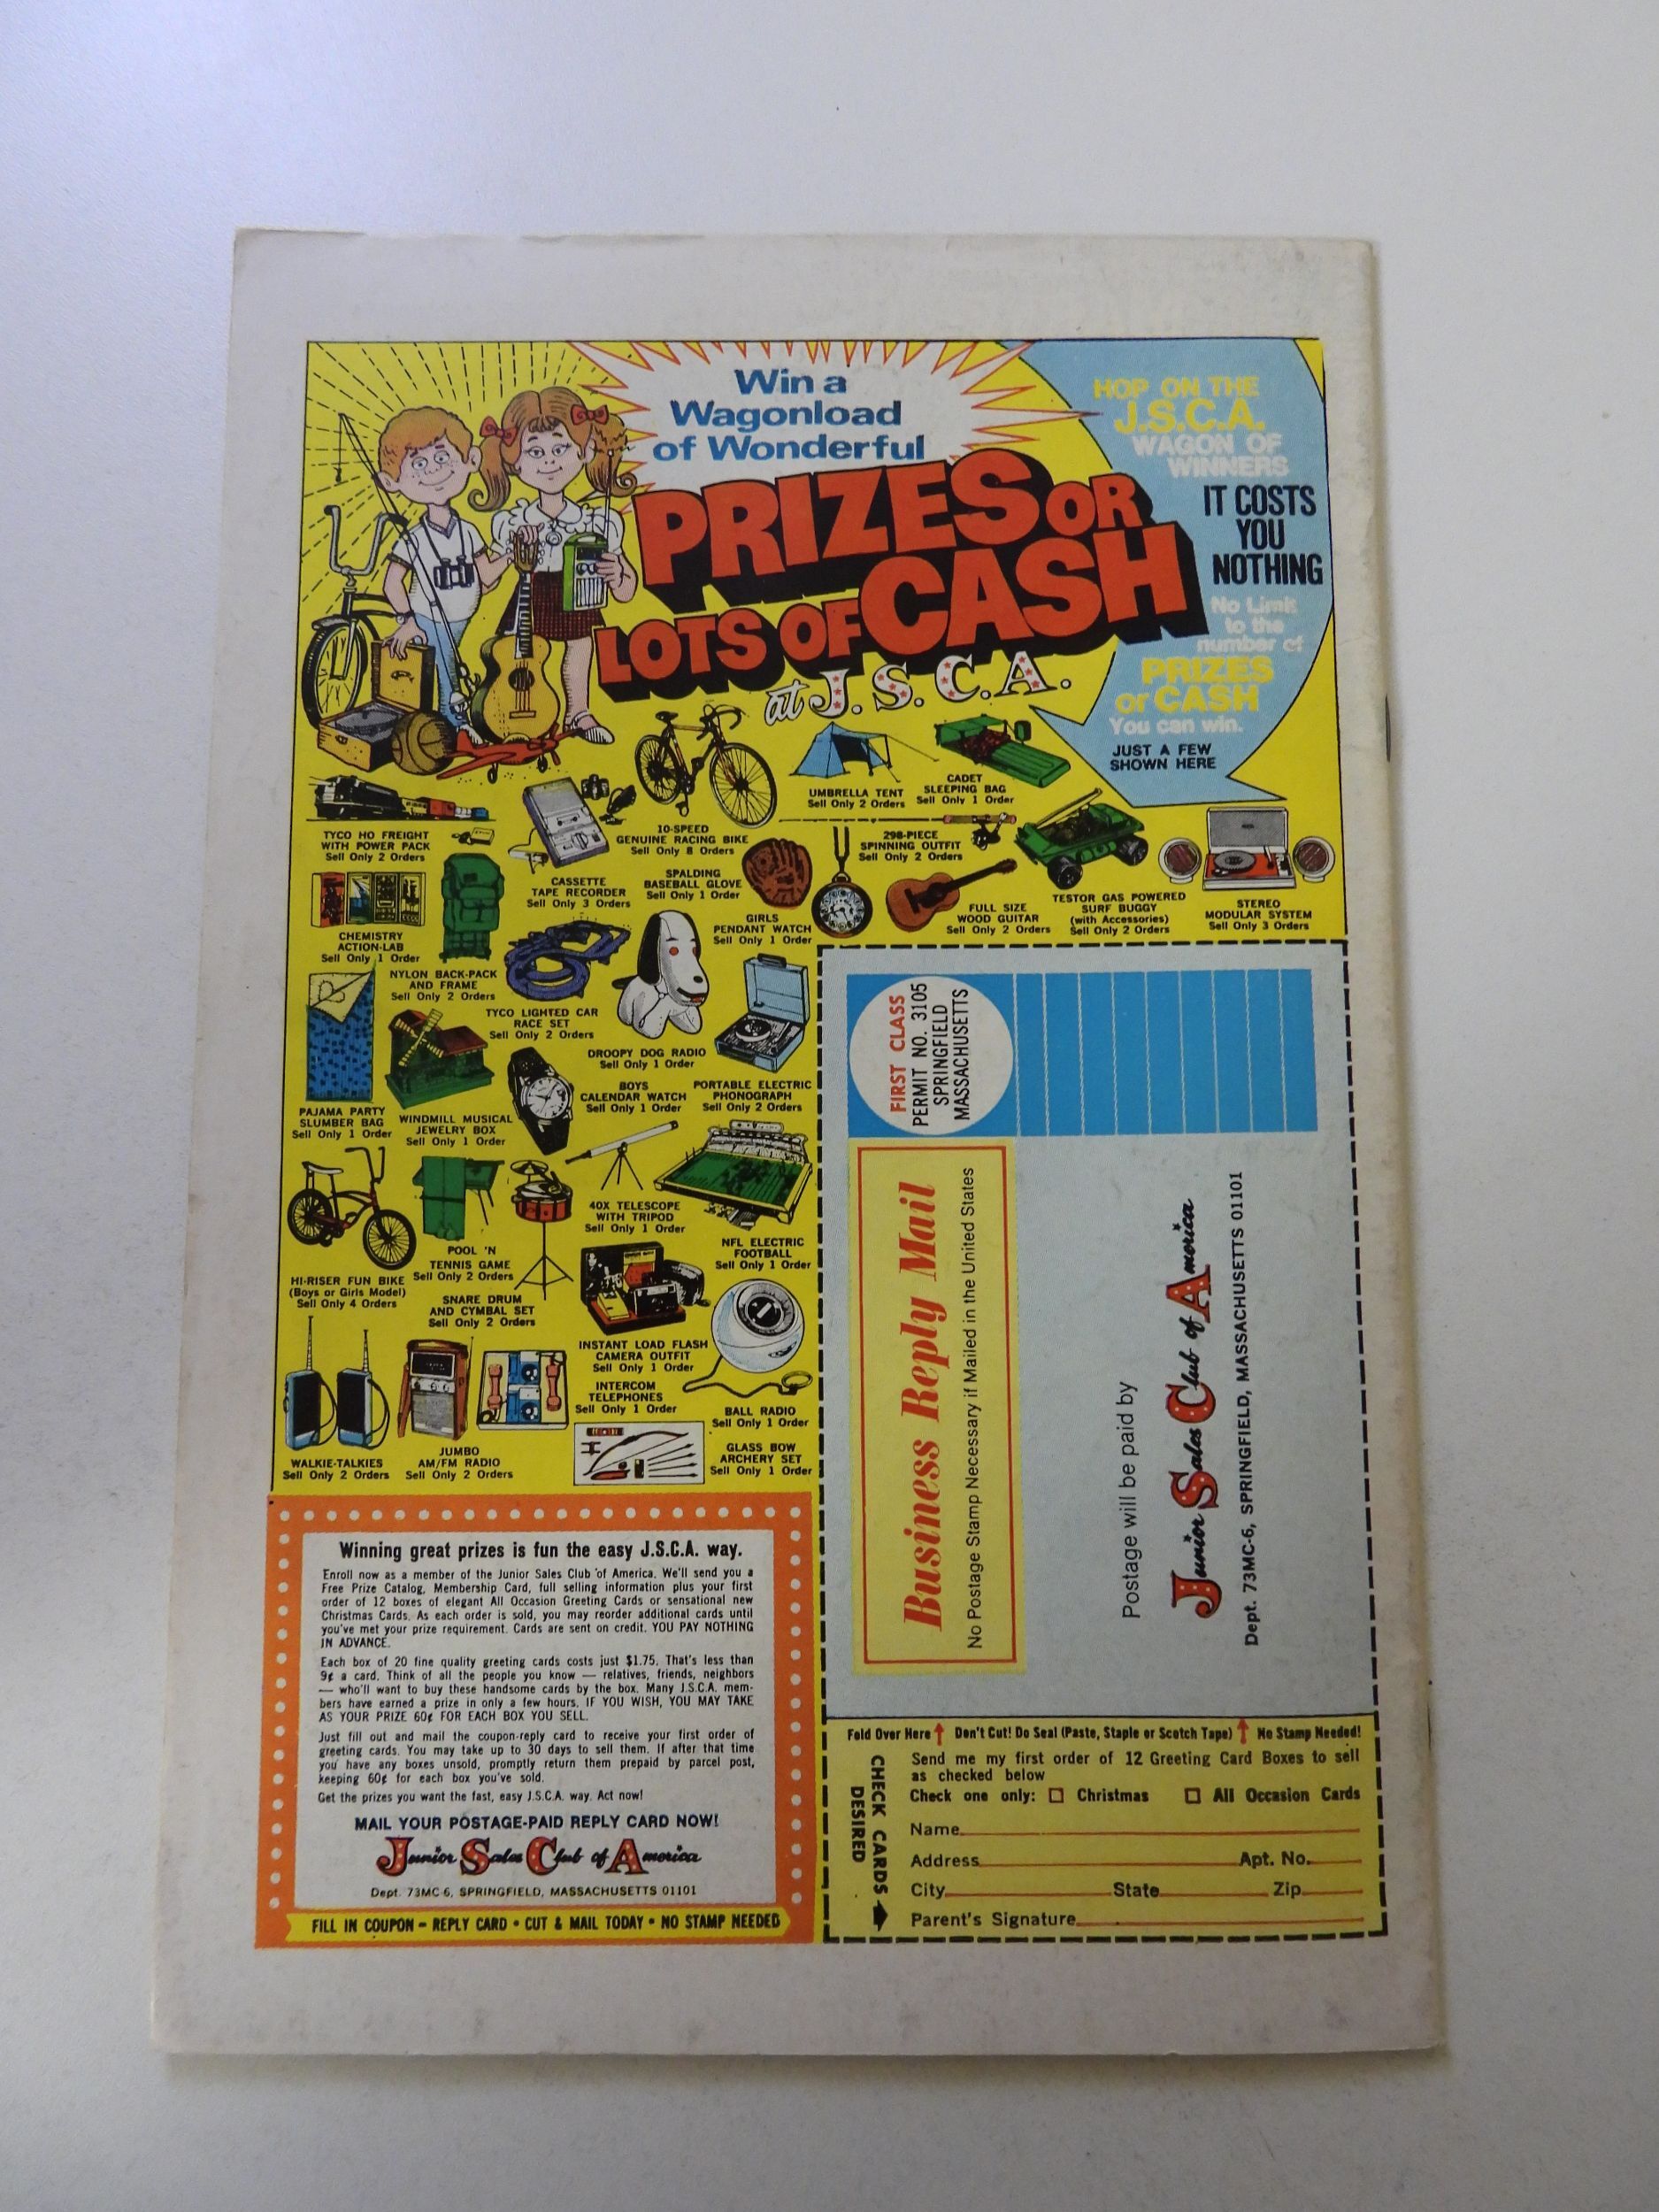 Win a
Wagonload
of Wonderful
PRIZES OR
LOTS OF CASH
at J.S.C.A.
HOP ON THE
J.S.C.A.
WAGON OF
WINNERS
IT COSTS
YOU
NOTHING
No Limit
to the
number of
PRIZES
or CASH
You can win.
JUST A FEW
SHOWN HERE
TYCO HO FREIGHT
WITH POWER PACK
Sell Only 2 Orders
CASSETTE
TAPE RECORDER
Sell Only 3 Orders
10-SPEED
GENUINE RACING BIKE
Sell Only 8 Orders
SPALDING
BASEBALL GLOVE
Sell Only 1 Order
UMBRELLA TENT
Sell Only 2 Orders
CADET
SLEEPING BAG
Sell Only 1 Order
298-PIECE
SPINNING OUTFIT
Sell Only 2 Orders
GIRLS
PENDANT WATCH
Sell Only 1 Order
FULL SIZE
WOOD GUITAR
Sell Only 2 Orders
TESTOR GAS POWERED
SURF BUGGY
(with Accessories)
Sell Only 2 Orders
STEREO
MODULAR SYSTEM
Sell Only 3 Orders
CHEMISTRY
ACTION-LAB
Sell Only 1 Order
NYLON BACK-PACK
AND FRAME
Sell Only 2 Orders
TYCO LIGHTED CAR
RACE SET
Sell Only 2 Orders
DROOPY DOG RADIO
Sell Only 1 Order
PAJAMA PARTY
SLUMBER BAG
Sell Only 1 Order
WINDMILL MUSICAL
JEWELRY BOX
Sell Only 1 Order
BOYS
CALENDAR WATCH
Sell Only 1 Order
PORTABLE ELECTRIC
PHONOGRAPH
Sell Only 2 Orders
40X TELESCOPE
WITH TRIPOD
Sell Only 1 Order
NFL ELECTRIC
FOOTBALL
Sell Only 1 Order
HI-RISER FUN BIKE
(Boys or Girls Model)
Sell Only 4 Orders
POOL 'N
TENNIS GAME
Sell Only 2 Orders
SNARE DRUM
AND CYMBAL SET
Sell Only 2 Orders
INSTANT LOAD FLASH
CAMERA OUTFIT
Sell Only 1 Order
INTERCOM
TELEPHONES
Sell Only 1 Order
BALL RADIO
Sell Only 1 Order
WALKIE-TALKIES
Sell Only 2 Orders
JUMBO
AM/FM RADIO
Sell Only 2 Orders
GLASS BOW
ARCHERY SET
Sell Only 1 Order
Winning great prizes is fun the easy J.S.C.A. way.
Enroll now as a member of the Junior Sales Club of America. We'll send you a
Free Prize Catalog, Membership Card, full selling information plus your first
order of 12 boxes of elegant All Occasion Greeting Cards or sensational new
Christmas Cards. As each order is sold, you may reorder additional cards until
you've met your prize requirement. Cards are sent on credit. YOU PAY NOTHING
IN ADVANCE.
Each box of 20 fine quality greeting cards costs just $1.75. That's less than
9¢ a card. Think of all the people you know — relatives, friends, neighbors
— who'll want to buy these handsome cards by the box. Many J.S.C.A. mem-
bers have earned a prize in only a few hours. IF YOU WISH, YOU MAY TAKE
AS YOUR PRIZE 60¢ FOR EACH BOX YOU SELL.
Just fill out and mail the coupon-reply card to receive your first order of
greeting cards. You may take up to 30 days to sell them. If after that time
you have any boxes unsold, promptly return them prepaid by parcel post,
keeping 60¢ for each box you've sold.
Get the prizes you want the fast, easy J.S.C.A. way. Act now!
MAIL YOUR POSTAGE-PAID REPLY CARD NOW!
Junior Sales Club of America
Dept. 73MC-6, SPRINGFIELD, MASSACHUSETTS 01101
FILL IN COUPON – REPLY CARD • CUT & MAIL TODAY • NO STAMP NEEDED
FIRST CLASS
PERMIT NO. 3105
SPRINGFIELD
MASSACHUSETTS
Business Reply Mail
No Postage Stamp Necessary if Mailed in the United States
Postage will be paid by
Junior Sales Club of America
Dept. 73MC-6, SPRINGFIELD, MASSACHUSETTS 01101
Fold Over Here Don't Cut! Do Seal (Paste, Staple or Scotch Tape) No Stamp Needed!
CHECK CARDS
DESIRED
Send me my first order of 12 Greeting Card Boxes to sell
as checked below
Check one only: Christmas All Occasion Cards
Name
Address Apt. No.
City State Zip
Parent's Signature